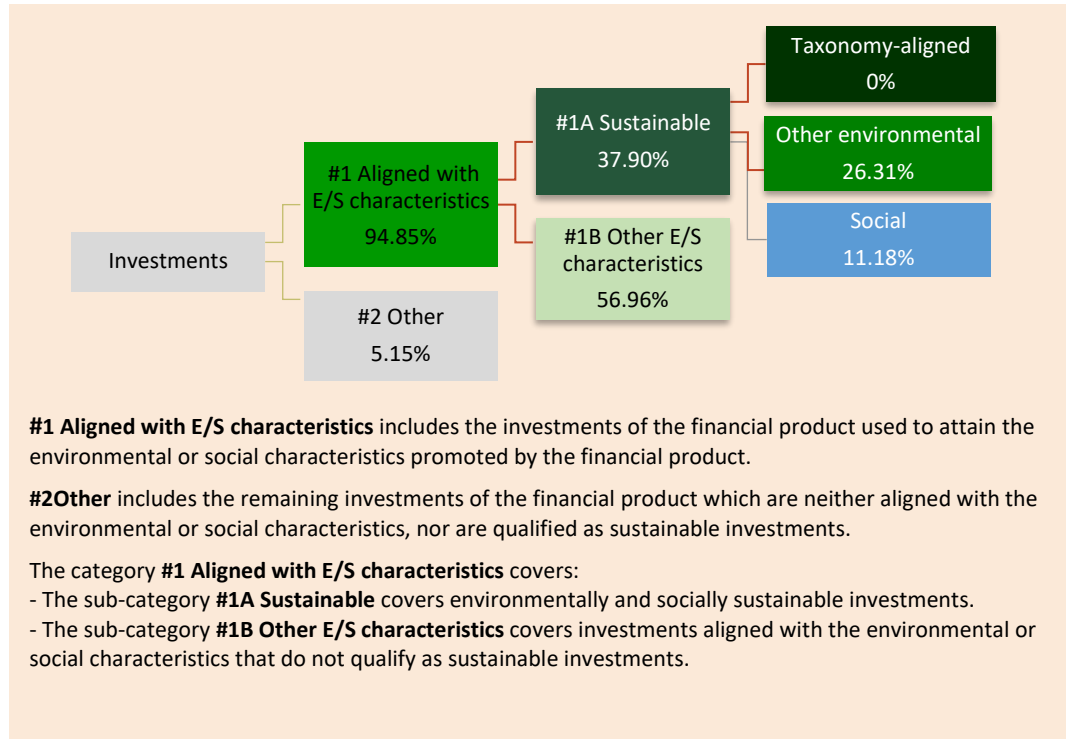 Taxonomy-aligned
0%
#1A Sustainable
37.90%
Other environmental
26.31%
#1 Aligned with
E/S characteristics
94.85%
Social
11.18%
#1B Other E/S
characteristics
56.96%
Investments
#2 Other
5.15%
#1 Aligned with E/S characteristics includes the investments of the financial product used to attain the
environmental or social characteristics promoted by the financial product.
#2Other includes the remaining investments of the financial product which are neither aligned with the
environmental or social characteristics, nor are qualified as sustainable investments.
The category #1 Aligned with E/S characteristics covers:
- The sub-category #1A Sustainable covers environmentally and socially sustainable investments.
- The sub-category #1B Other E/S characteristics covers investments aligned with the environmental or
social characteristics that do not qualify as sustainable investments.